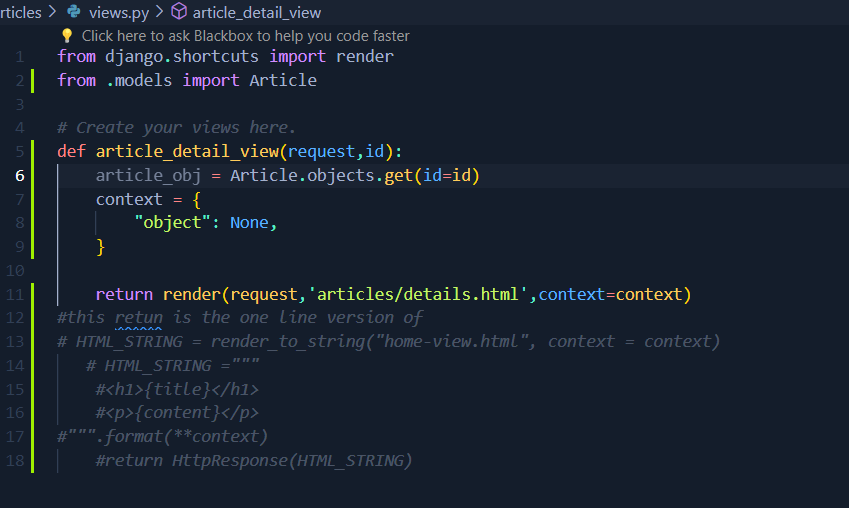 rticles > views.py > article_detail_view
Click here to ask Blackbox to help you code faster
1 from django.shortcuts import render
2 from .models import Article
3
4 # Create your views here.
5 def article_detail_view(request,id):
6     article_obj = Article.objects.get(id=id)
7     context = {
8         "object": None,
9     }
10
11     return render(request,'articles/details.html',context=context)
12 #this retun is the one line version of
13 # HTML_STRING = render_to_string("home-view.html", context = context)
14    # HTML_STRING ="""
15     #<h1>{title}</h1>
16     #<p>{content}</p>
17 #""".format(**context)
18     #return HttpResponse(HTML_STRING)